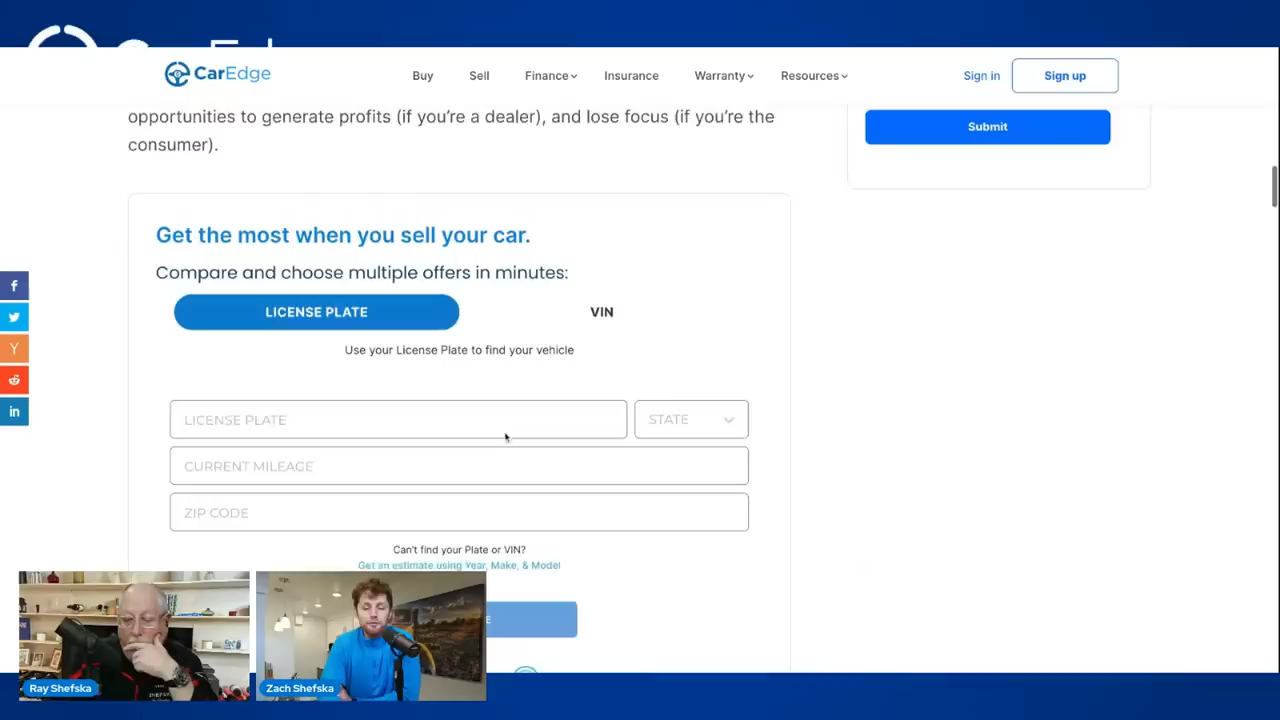 CarEdge
Buy
Sell
Finance
Insurance
Warranty
Resources
Sign in
Sign up
opportunities to generate profits (if you're a dealer), and lose focus (if you're the
consumer).
Submit
Get the most when you sell your car.
Compare and choose multiple offers in minutes:
LICENSE PLATE
VIN
Use your License Plate to find your vehicle
LICENSE PLATE
STATE
CURRENT MILEAGE
ZIP CODE
Can't find your Plate or VIN?
Get an estimate using Year, Make, & Model
Ray Shefska
Zach Shefska